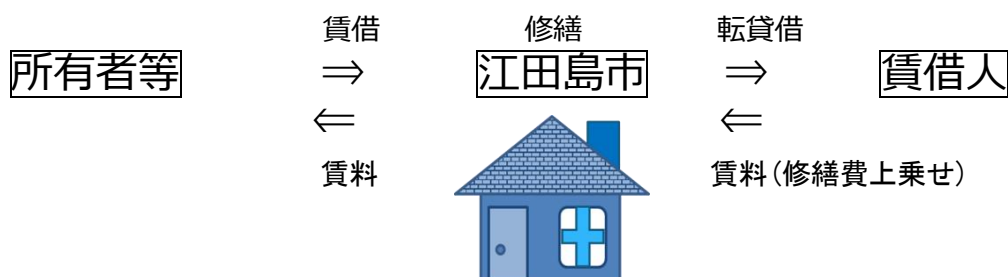 賃借 修繕 転貸借
所有者等 ⇒ 江田島市 ⇒ 賃借人
⇐ ⇐
賃料 賃料（修繕費上乗せ）